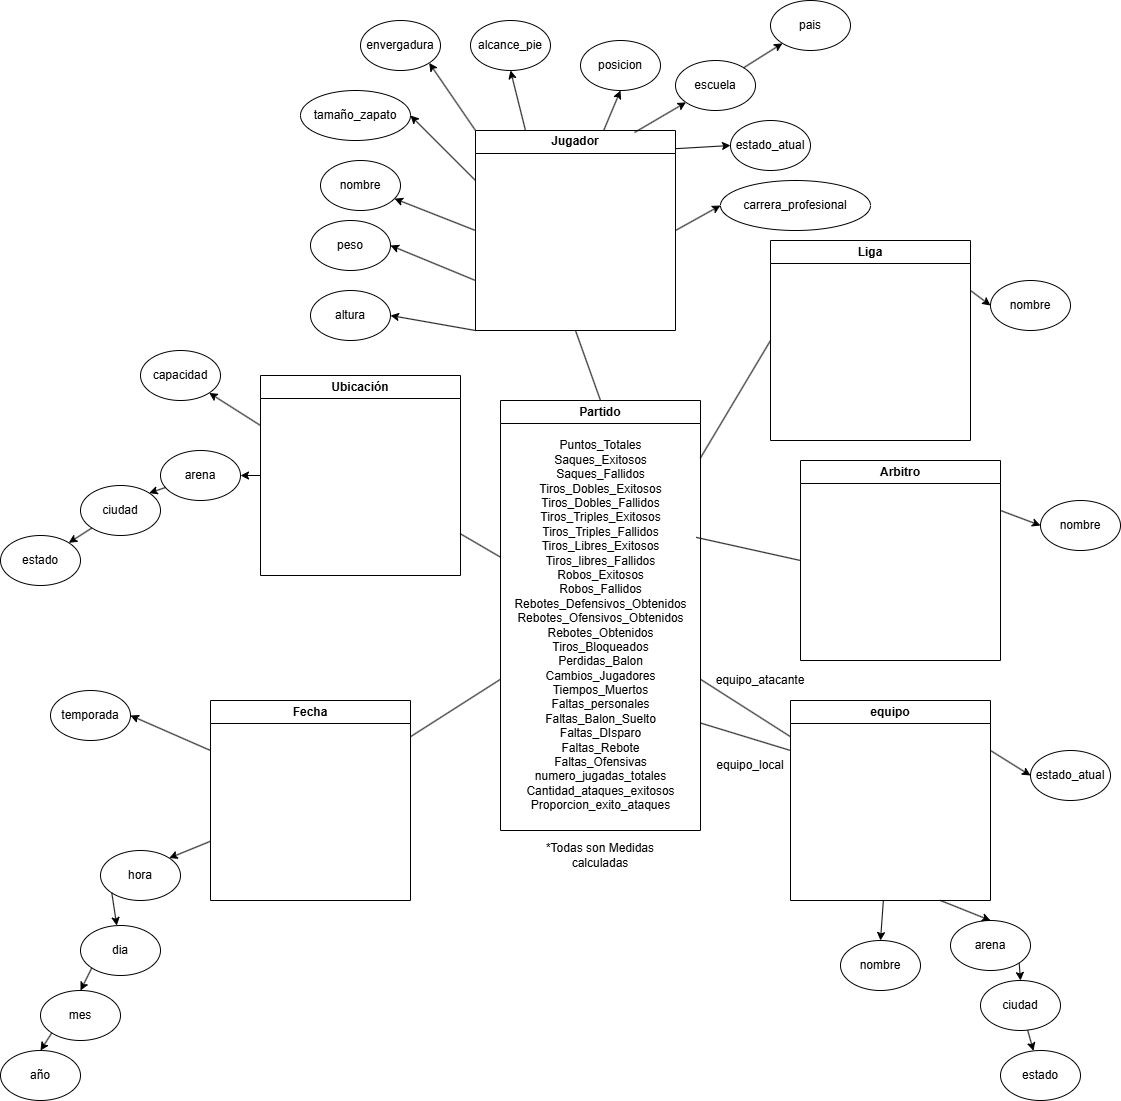 pais
envergadura
alcance_pie
posicion
escuela
tamaño_zapato
Jugador
estado_atual
nombre
carrera_profesional
peso
Liga
altura
nombre
capacidad
Ubicación
Partido
arena
ciudad
estado
Puntos_Totales
Saques_Exitosos
Saques_Fallidos
Tiros_Dobles_Exitosos
Tiros_Dobles_Fallidos
Tiros_Triples_Exitosos
Tiros_Triples_Fallidos
Tiros_Libres_Exitosos
Tiros_libres_Fallidos
Robos_Exitosos
Robos_Fallidos
Rebotes_Defensivos_Obtenidos
Rebotes_Ofensivos_Obtenidos
Rebotes_Obtenidos
Tiros_Bloqueados
Perdidas_Balon
Cambios_Jugadores
Tiempos_Muertos
Faltas_personales
Faltas_Balon_Suelto
Faltas_DIsparo
Faltas_Rebote
Faltas_Ofensivas
numero_jugadas_totales
Cantidad_ataques_exitosos
Proporcion_exito_ataques
*Todas son Medidas
calculadas
Arbitro
nombre
equipo_atacante
equipo_local
equipo
estado_atual
nombre
arena
ciudad
estado
temporada
Fecha
hora
dia
mes
año